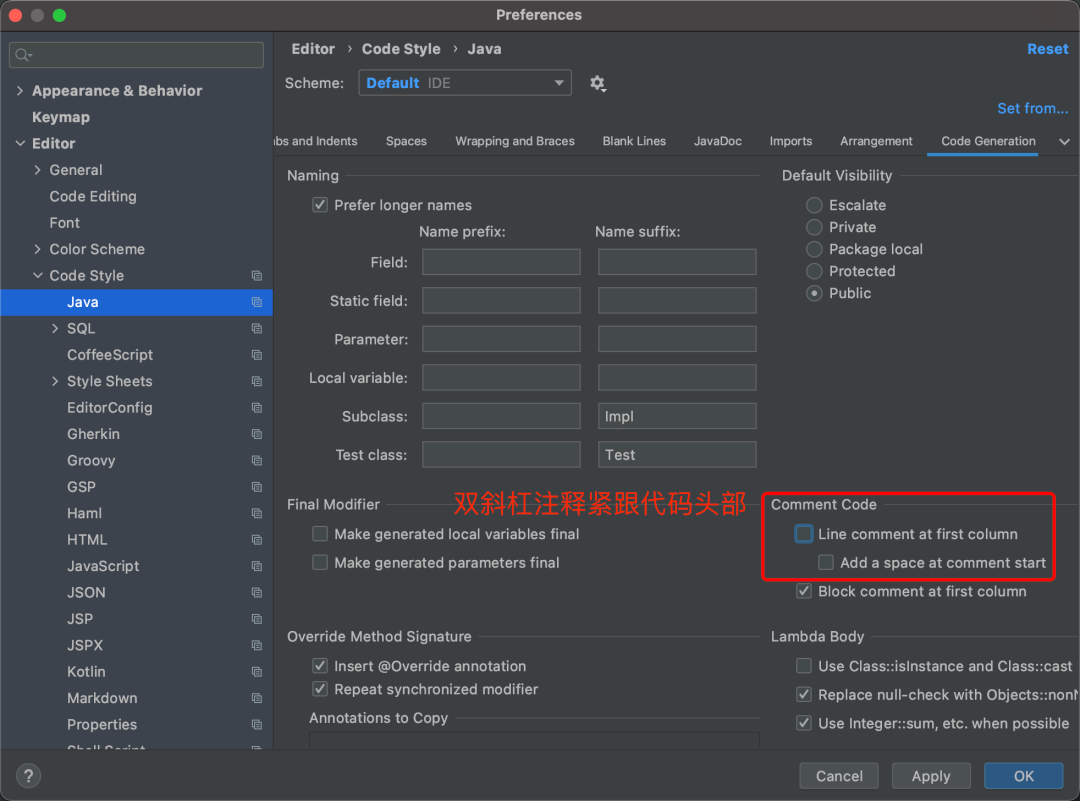 Preferences
Editor › Code Style › Java
Reset
Scheme: Default IDE
Set from...
bs and Indents Spaces Wrapping and Braces Blank Lines JavaDoc Imports Arrangement Code Generation
Appearance & Behavior
Keymap
Editor
General
Code Editing
Font
Color Scheme
Code Style
Java
SQL
CoffeeScript
Style Sheets
EditorConfig
Gherkin
Groovy
GSP
Haml
HTML
JavaScript
JSON
JSP
JSPX
Kotlin
Markdown
Properties
Shell Script
Naming
Prefer longer names
Name prefix: Name suffix:
Field:
Static field:
Parameter:
Local variable:
Subclass: Impl
Test class: Test
Default Visibility
Escalate
Private
Package local
Protected
Public
Final Modifier
Make generated local variables final
Make generated parameters final
双斜杠注释紧跟代码头部
Comment Code
Line comment at first column
Add a space at comment start
Block comment at first column
Override Method Signature
Insert @Override annotation
Repeat synchronized modifier
Annotations to Copy
Lambda Body
Use Class::isInstance and Class::cast
Replace null-check with Objects::nonN
Use Integer::sum, etc. when possible
?
Cancel Apply OK